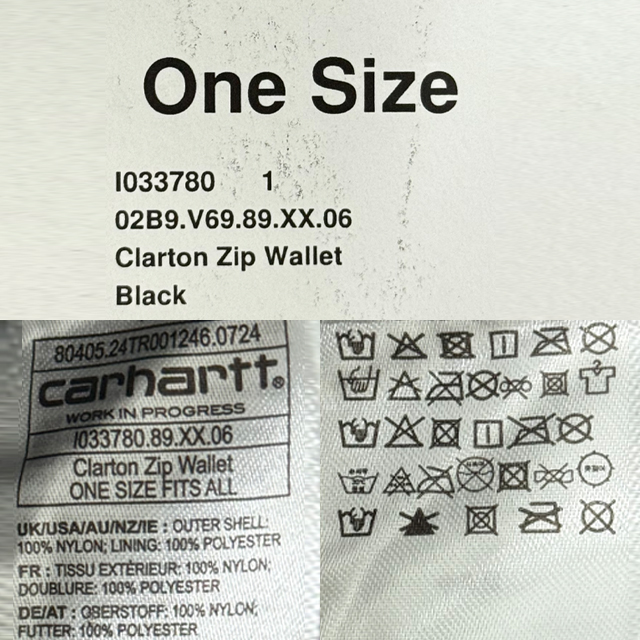 One Size
I033780 1
02B9.V69.89.XX.06
Clarton Zip Wallet
Black
80405.24TR001246.0724
carhartt®
WORK IN PROGRESS
I033780.89.XX.06
Clarton Zip Wallet
ONE SIZE FITS ALL
UK/USA/AU/NZ/IE : OUTER SHELL:
100% NYLON; LINING: 100% POLYESTER
FR : TISSU EXTÉRIEUR: 100% NYLON;
DOUBLURE: 100% POLYESTER
DE/AT : OBERSTOFF: 100% NYLON;
FUTTER: 100% POLYESTER